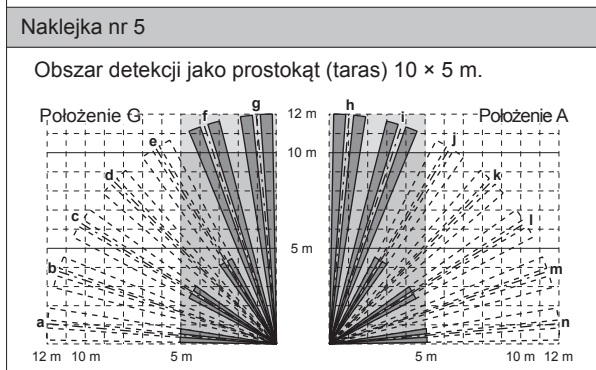 Naklejka nr 5
Obszar detekcji jako prostokąt (taras) 10 × 5 m.
Położenie G f g 12 m h i Położenie A
e 10 m j
d k
c l
5 m
b m
a n
12 m 10 m 5 m 5 m 10 m 12 m